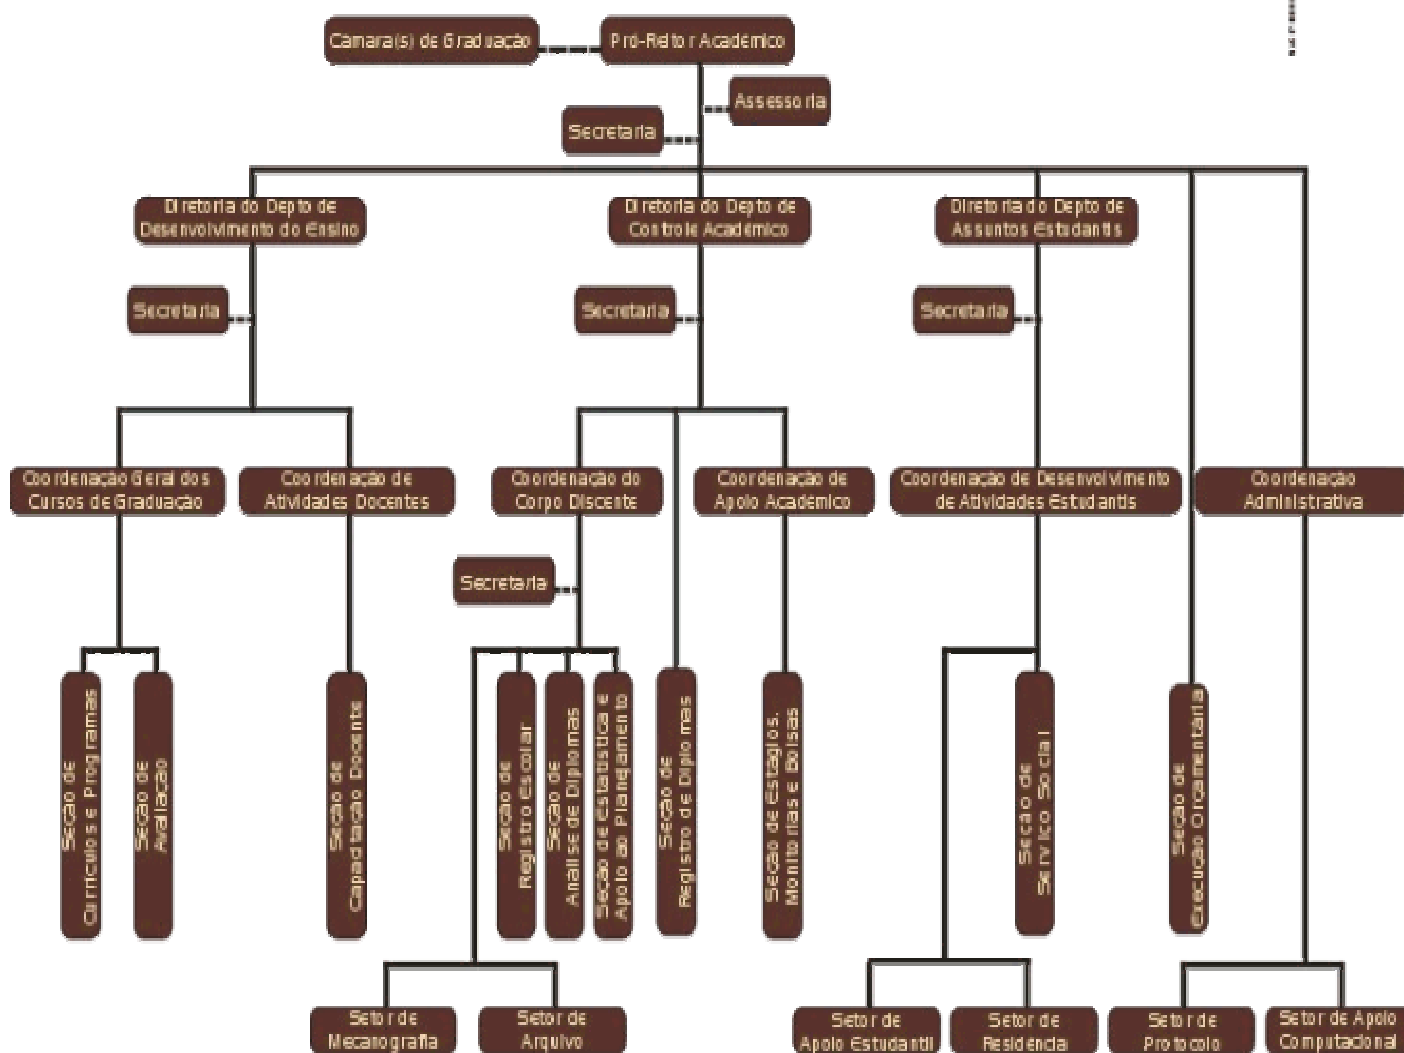 Câmara(s) de Graduação
Pró-Reitor Acadêmico
Assessoria
Secretaria
Diretoria do Depto de
Desenvolvimento do Ensino
Diretoria do Depto de
Controle Acadêmico
Diretoria do Depto de
Assuntos Estudantis
Secretaria
Secretaria
Secretaria
Coordenação Geral dos
Cursos de Graduação
Coordenação de
Atividades Docentes
Coordenação do
Corpo Discente
Coordenação de
Apoio Acadêmico
Coordenação de Desenvolvimento
de Atividades Estudantis
Coordenação
Administrativa
Secretaria
Seção de
Currículos e Programas
Seção de
Avaliação
Seção de
Capacitação Docente
Seção de
Registro Escolar
Seção de
Análise de Diplomas
Seção de Estatística e
Apoio ao Planejamento
Seção de
Registro de Diplomas
Seção de Estágios,
Monitorias e Bolsas
Seção de
Serviço Social
Seção de
Execução Orçamentária
Setor de
Mecanografia
Setor de
Arquivo
Setor de
Apoio Estudantil
Setor de
Residência
Setor de
Protocolo
Setor de Apoio
Computacional